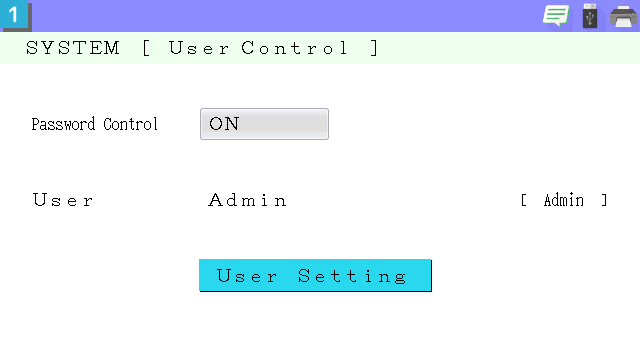 1
SYSTEM [ User Control ]
Password Control ON
User Admin [ Admin ]
User Setting